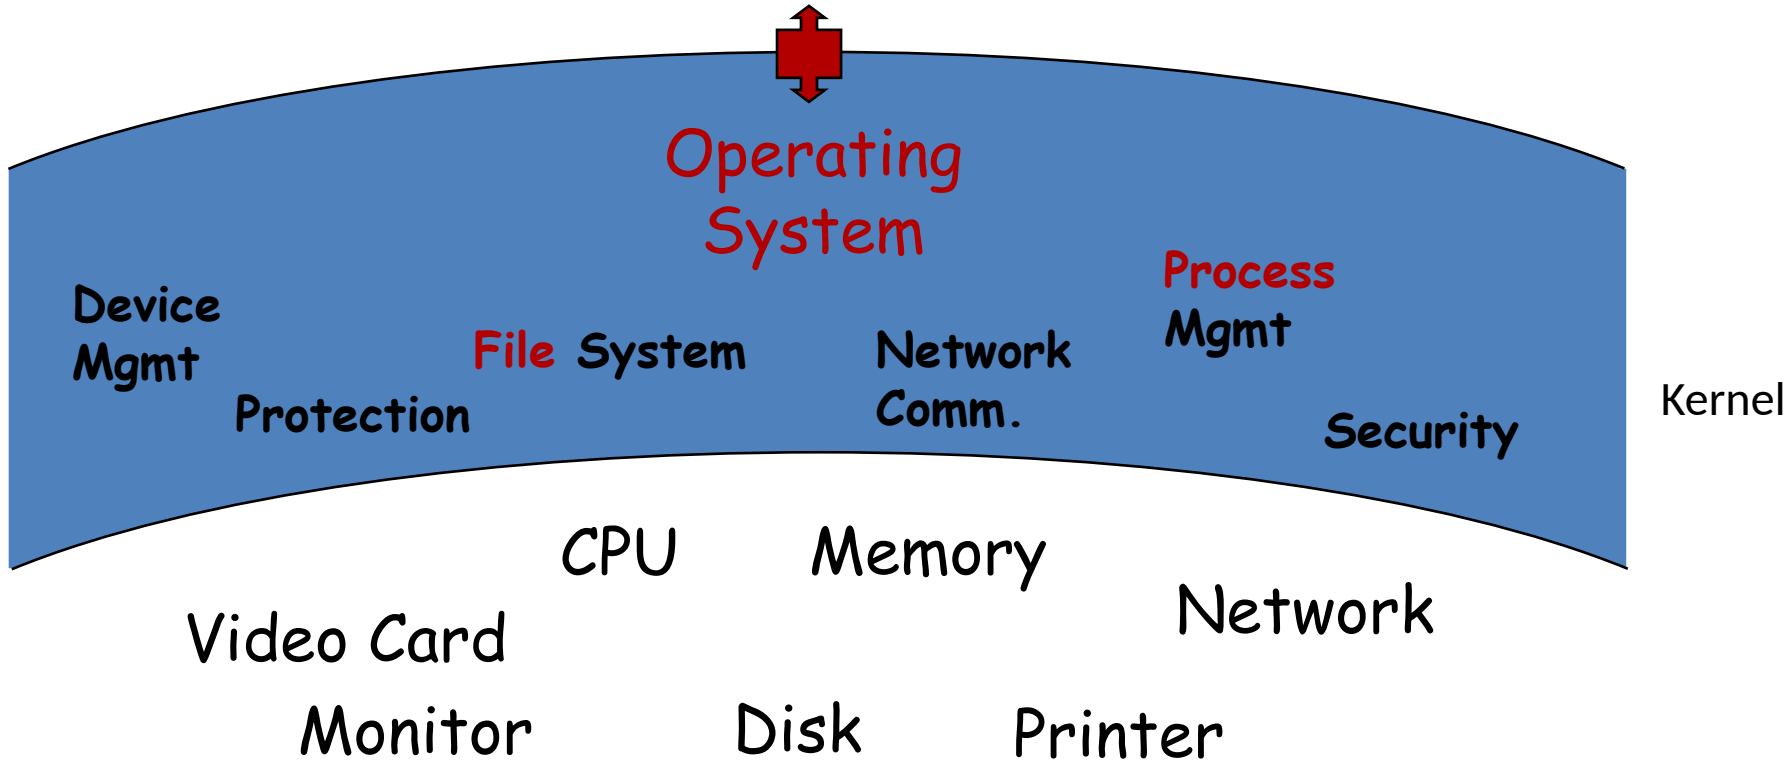 Operating
System
Process
Mgmt
Device
Mgmt
File System
Network
Comm.
Protection
Security
Kernel
CPU
Memory
Network
Video Card
Monitor
Disk
Printer